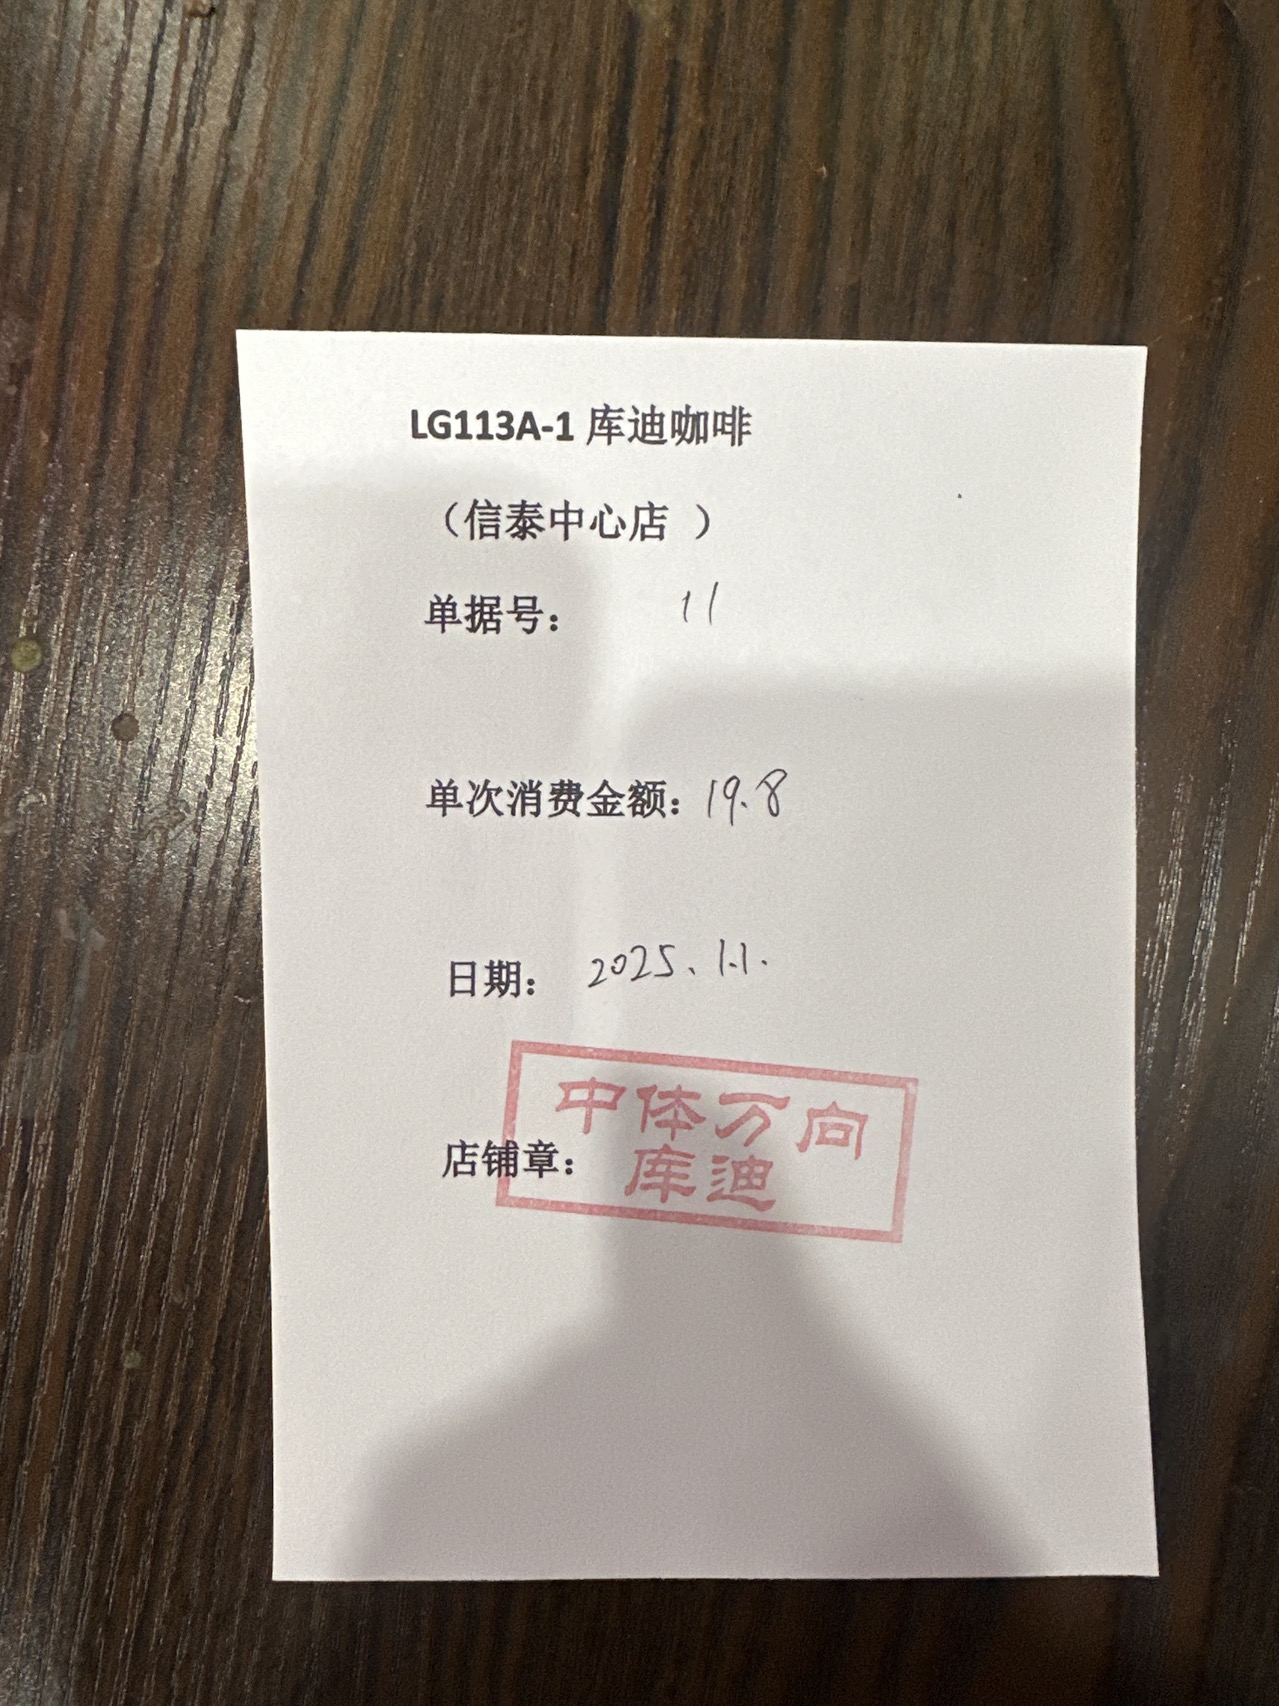 LG113A-1 库迪咖啡
（信泰中心店 ）
单据号： 11
单次消费金额：19.8
日期： 2025.1.1.
店铺章：
中体万向
库迪